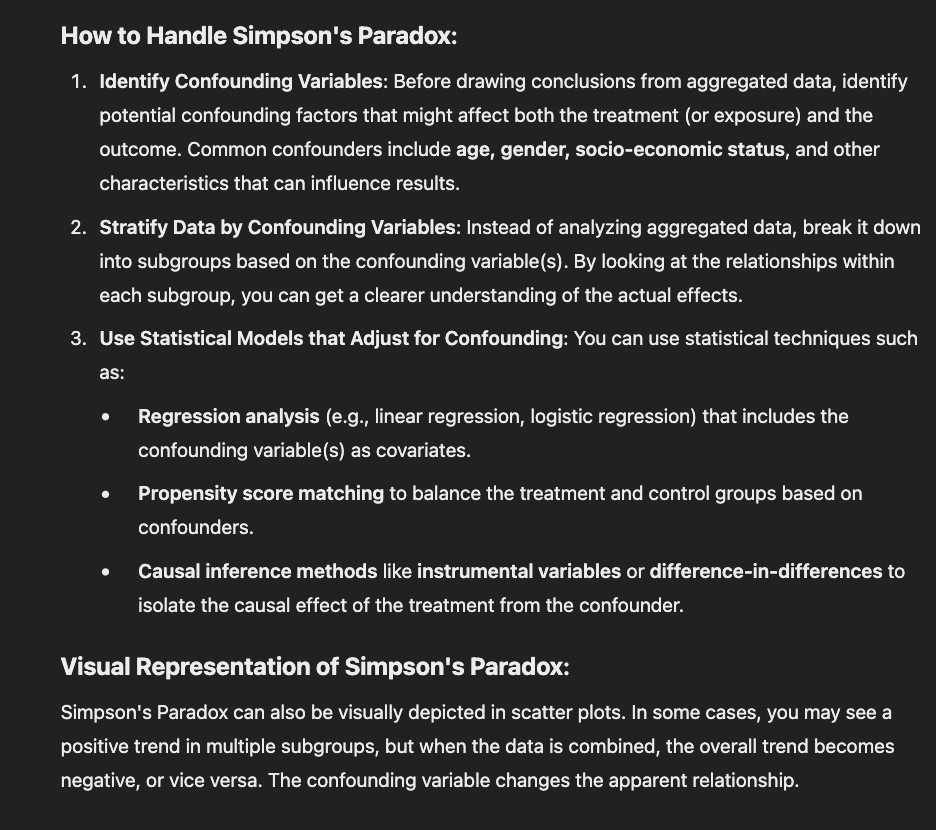 How to Handle Simpson's Paradox:
1. Identify Confounding Variables: Before drawing conclusions from aggregated data, identify
potential confounding factors that might affect both the treatment (or exposure) and the
outcome. Common confounders include age, gender, socio-economic status, and other
characteristics that can influence results.
2. Stratify Data by Confounding Variables: Instead of analyzing aggregated data, break it down
into subgroups based on the confounding variable(s). By looking at the relationships within
each subgroup, you can get a clearer understanding of the actual effects.
3. Use Statistical Models that Adjust for Confounding: You can use statistical techniques such
as:
• Regression analysis (e.g., linear regression, logistic regression) that includes the
confounding variable(s) as covariates.
• Propensity score matching to balance the treatment and control groups based on
confounders.
• Causal inference methods like instrumental variables or difference-in-differences to
isolate the causal effect of the treatment from the confounder.
Visual Representation of Simpson's Paradox:
Simpson's Paradox can also be visually depicted in scatter plots. In some cases, you may see a
positive trend in multiple subgroups, but when the data is combined, the overall trend becomes
negative, or vice versa. The confounding variable changes the apparent relationship.